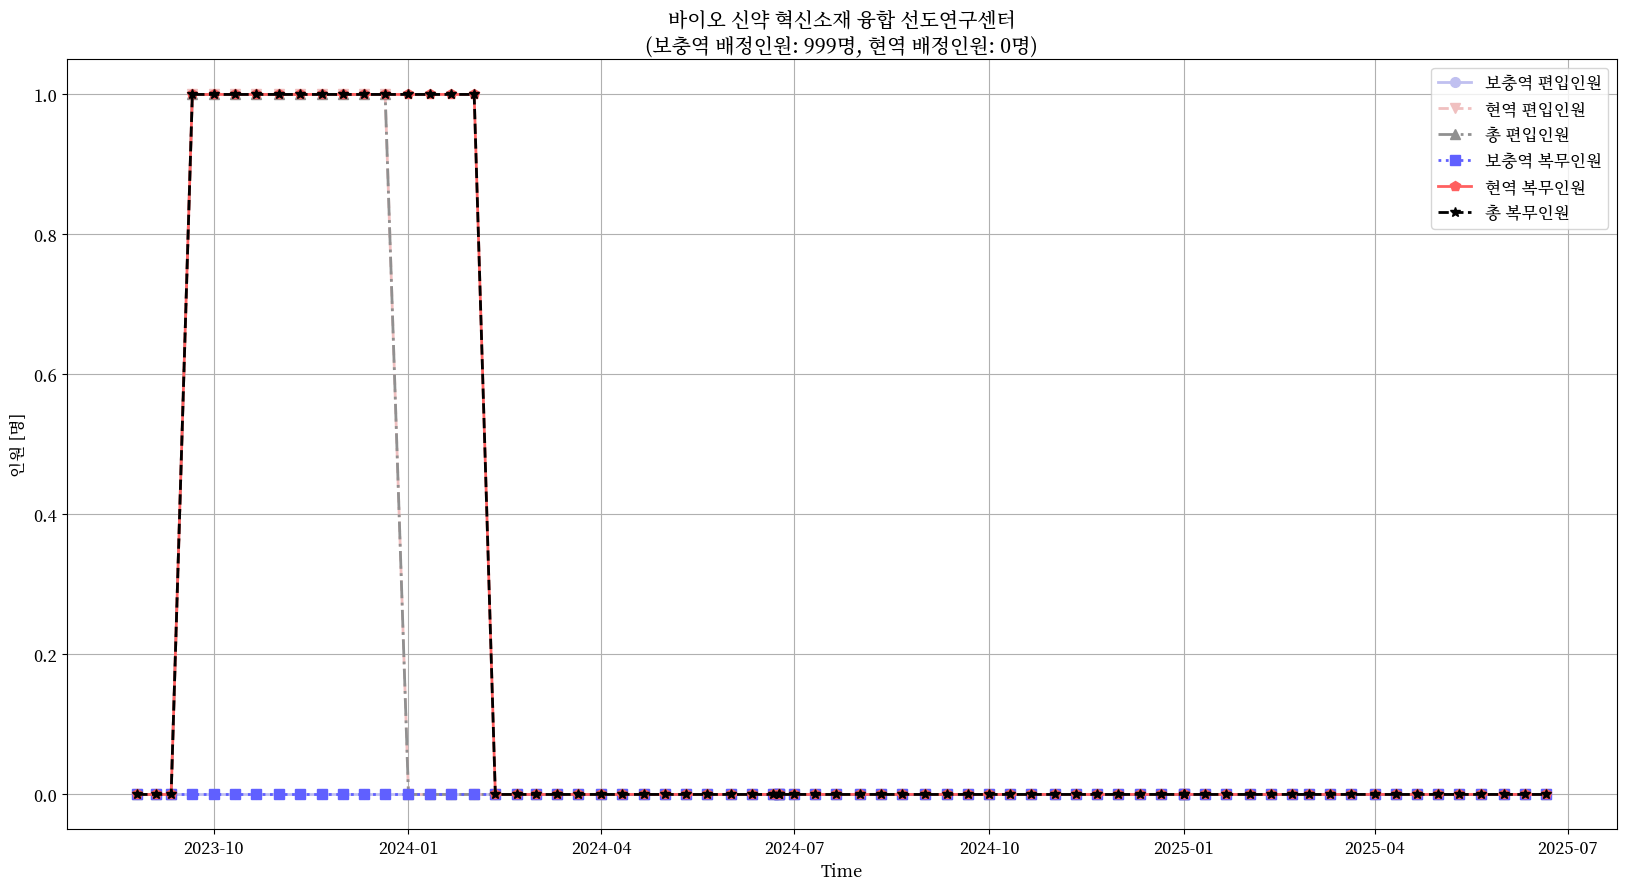 바이오 신약 혁신소재 융합 선도연구센터
(보충역 배정인원: 999명, 현역 배정인원: 0명)
보충역 편입인원
현역 편입인원
총 편입인원
보충역 복무인원
현역 복무인원
총 복무인원
인원 [명]
1.0
0.8
0.6
0.4
0.2
0.0
2023-10
2024-01
2024-04
2024-07
2024-10
2025-01
2025-04
2025-07
Time